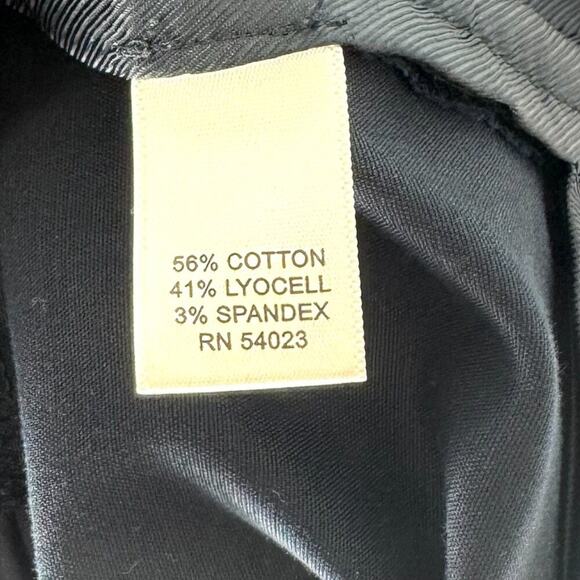 56% COTTON
41% LYOCELL
3% SPANDEX
RN 54023